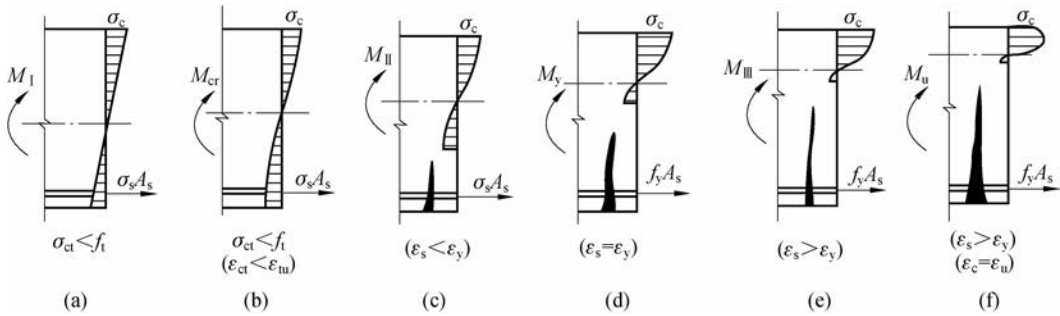 σc
MⅠ
σsAs
σct<ft
(a)
σc
Mcr
σsAs
σct<ft
(εct<εtu)
(b)
σc
MⅡ
σsAs
(εs<εy)
(c)
σc
My
fyAs
(εs=εy)
(d)
σc
MⅢ
fyAs
(εs>εy)
(e)
σc
Mu
fyAs
(εs>εy)
(εc=εu)
(f)